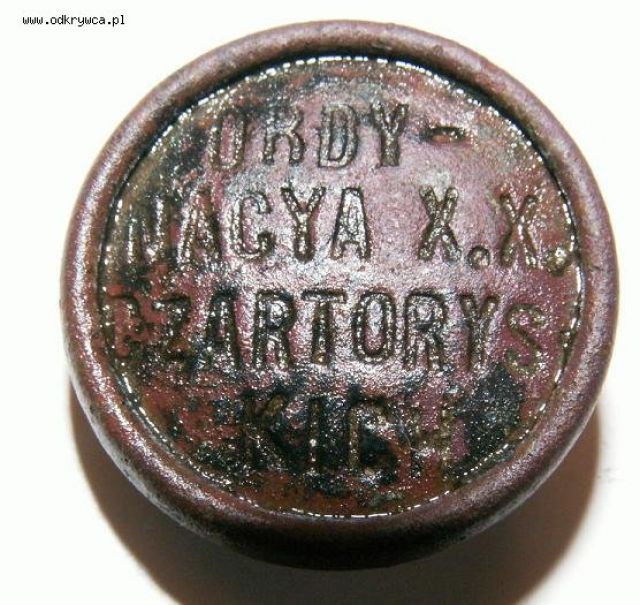 www.odkrywca.pl
ORDY-
NACYA X.X.
CZARTORYS
KICH